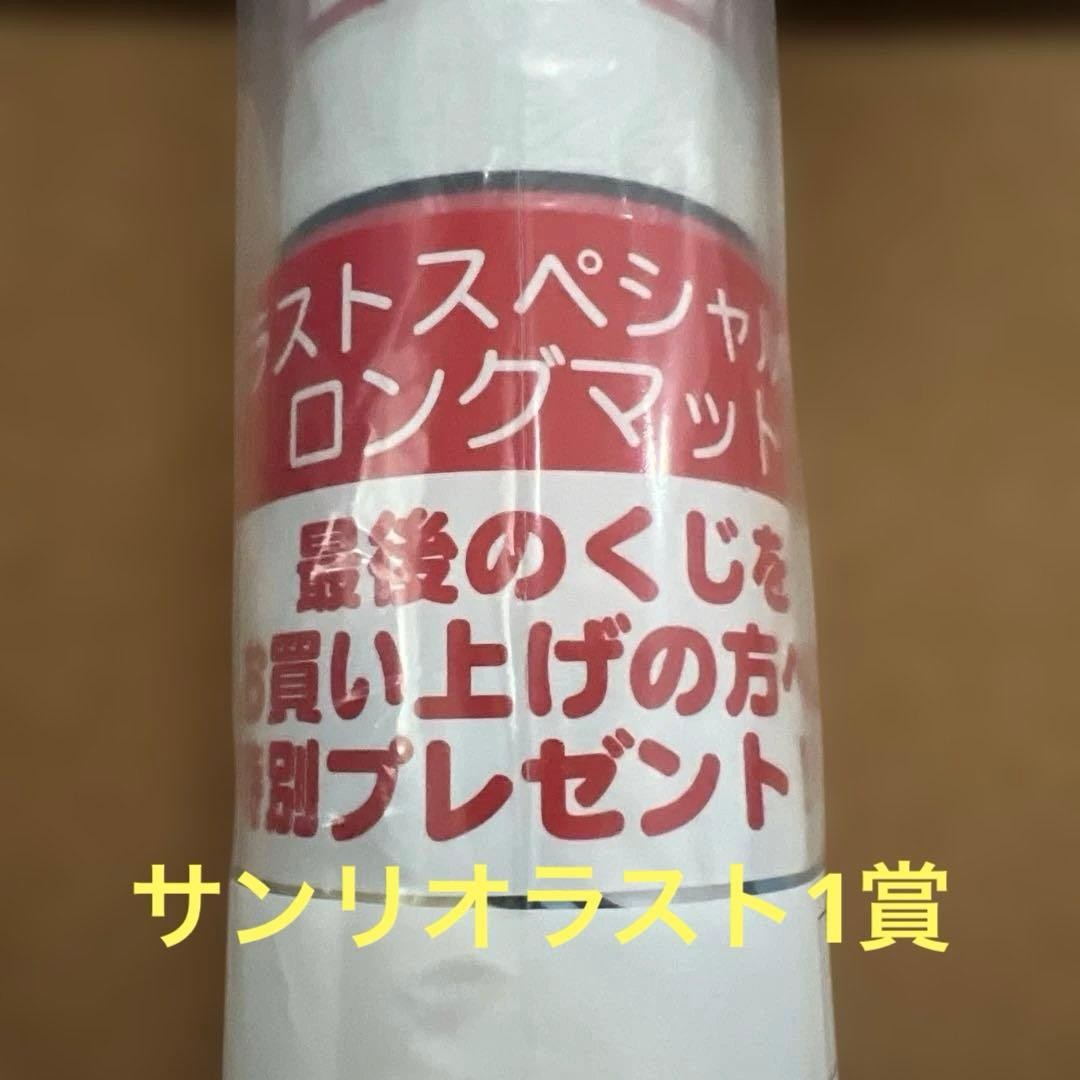 ラストスペシャル
ロングマット
最後のくじを
お買い上げの方へ
特別プレゼント
サンリオラスト1賞